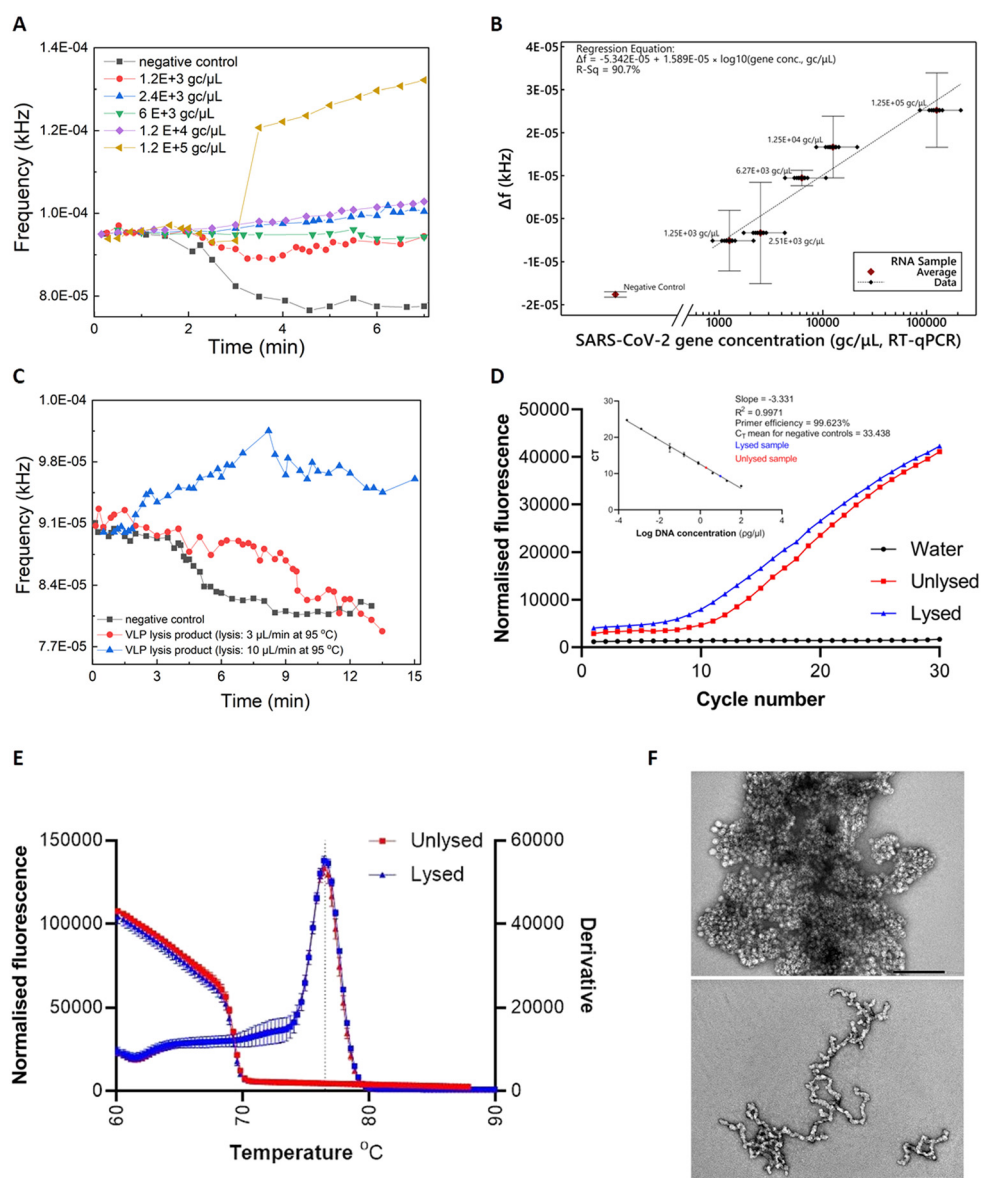 A
1.4E-04
1.2E-04
1.0E-04
8.0E-05
Frequency (kHz)
negative control
1.2E+3 gc/µL
2.4E+3 gc/µL
6 E+3 gc/µL
1.2 E+4 gc/µL
1.2 E+5 gc/µL
0 2 4 6
Time (min)
B
Regression Equation:
Δf = -5.342E-05 + 1.589E-05 × log10(gene conc., gc/µL)
R-Sq = 90.7%
4E-05
3E-05
2E-05
1E-05
0E-05
-1E-05
-2E-05
Δf (kHz)
1.25E+05 gc/µL
1.25E+04 gc/µL
6.27E+03 gc/µL
1.25E+03 gc/µL
2.51E+03 gc/µL
Negative Control
RNA Sample
Average
Data
1000 10000 100000
SARS-CoV-2 gene concentration (gc/µL, RT-qPCR)
C
1.0E-04
9.8E-05
9.1E-05
8.4E-05
7.7E-05
Frequency (kHz)
negative control
VLP lysis product (lysis: 3 µL/min at 95 °C)
VLP lysis product (lysis: 10 µL/min at 95 °C)
0 3 6 9 12 15
Time (min)
D
50000
40000
30000
20000
10000
0
Normalised fluorescence
30
20
10
0
CT
-4 -2 0 2 4
Log DNA concentration (pg/µl)
Slope = -3.331
R² = 0.9971
Primer efficiency = 99.623%
CT mean for negative controls = 33.438
Lysed sample
Unlysed sample
Water
Unlysed
Lysed
0 10 20 30
Cycle number
E
150000
100000
50000
0
Normalised fluorescence
Unlysed
Lysed
60000
40000
20000
0
Derivative
60 70 80 90
Temperature °C
F